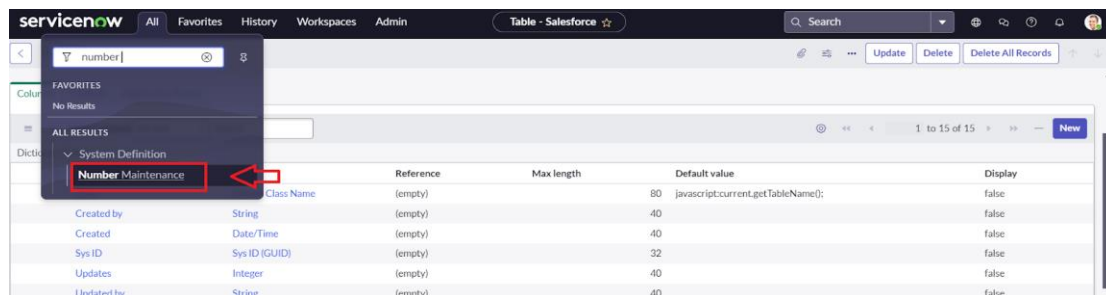 servicenow All Favorites History Workspaces Admin Table - Salesforce Search
number
Update Delete Delete All Records
FAVORITES
Colun
No Results
ALL RESULTS
1 to 15 of 15 New
Dictio
System Definition
Number Maintenance
Reference Max length Default value Display
Class Name (empty) 80 javascript:current.getTableName(); false
Created by String (empty) 40 false
Created Date/Time (empty) 40 false
Sys ID Sys ID (GUID) (empty) 32 false
Updates Integer (empty) 40 false
Updated by String (empty) 40 false